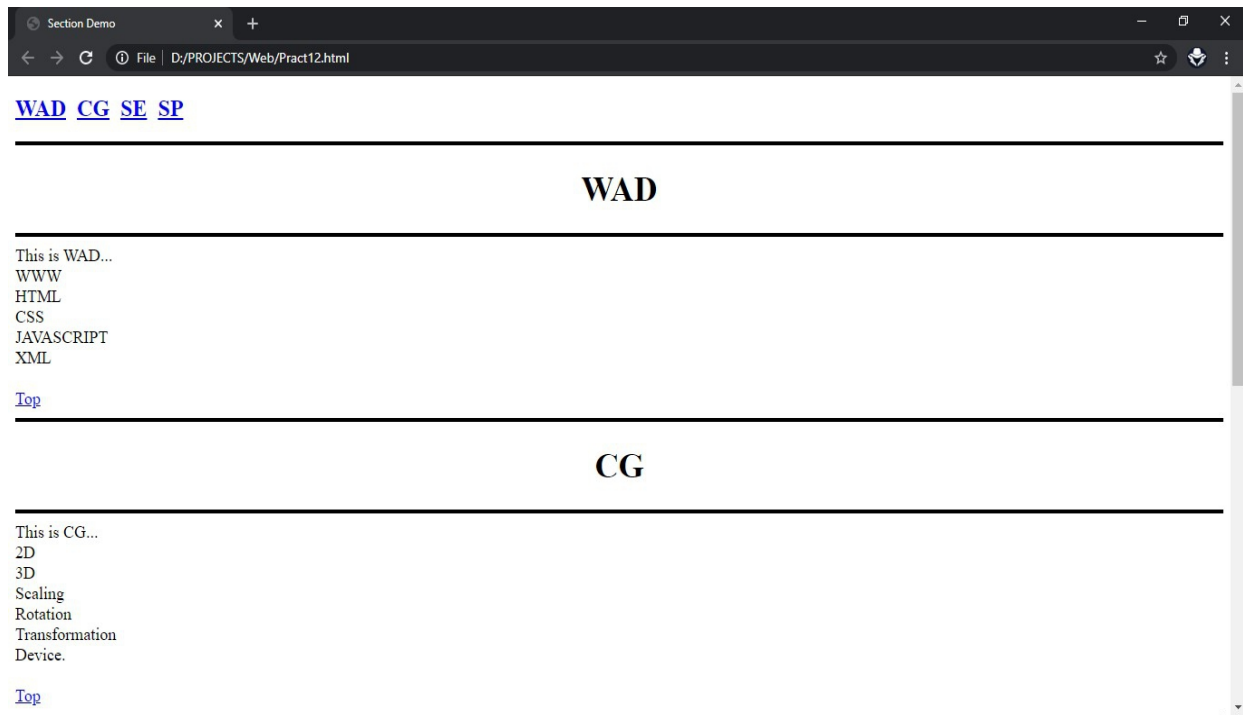 Section Demo
File D:/PROJECTS/Web/Pract12.html
WAD CG SE SP
WAD
This is WAD...
WWW
HTML
CSS
JAVASCRIPT
XML
Top
CG
This is CG...
2D
3D
Scaling
Rotation
Transformation
Device.
Top